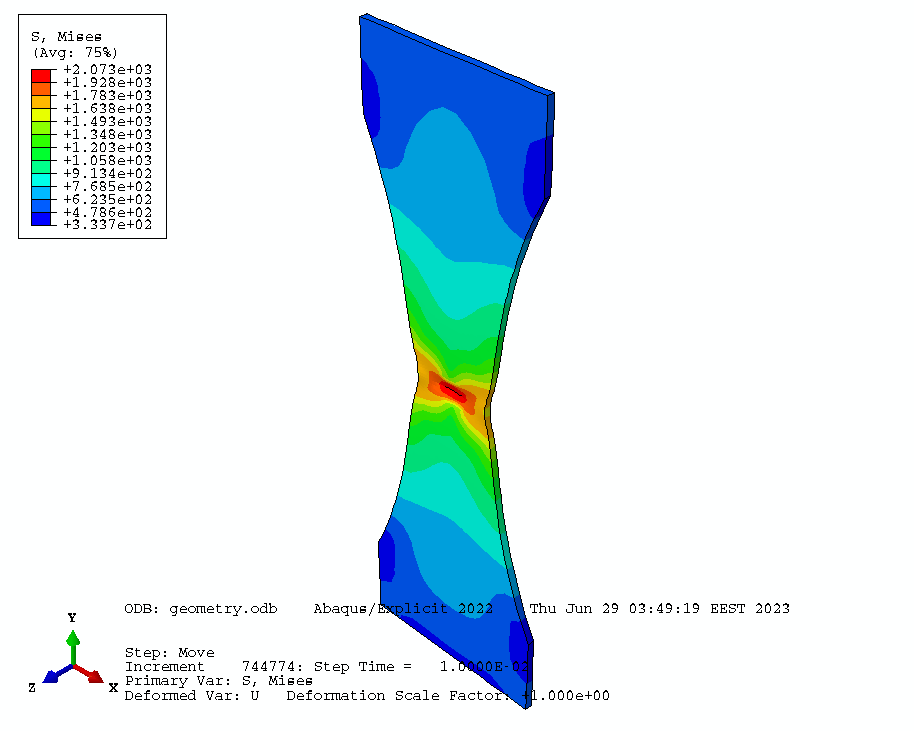 S, Mises
(Avg: 75%)
+2.073e+03
+1.928e+03
+1.783e+03
+1.638e+03
+1.493e+03
+1.348e+03
+1.203e+03
+1.058e+03
+9.134e+02
+7.685e+02
+6.235e+02
+4.786e+02
+3.337e+02
ODB: geometry.odb Abaqus/Explicit 2022 Thu Jun 29 03:49:19 EEST 2023
Y
Step: Move
Increment 744774: Step Time = 1.0000E-02
Primary Var: S, Mises
Z X
Deformed Var: U Deformation Scale Factor: +1.000e+00